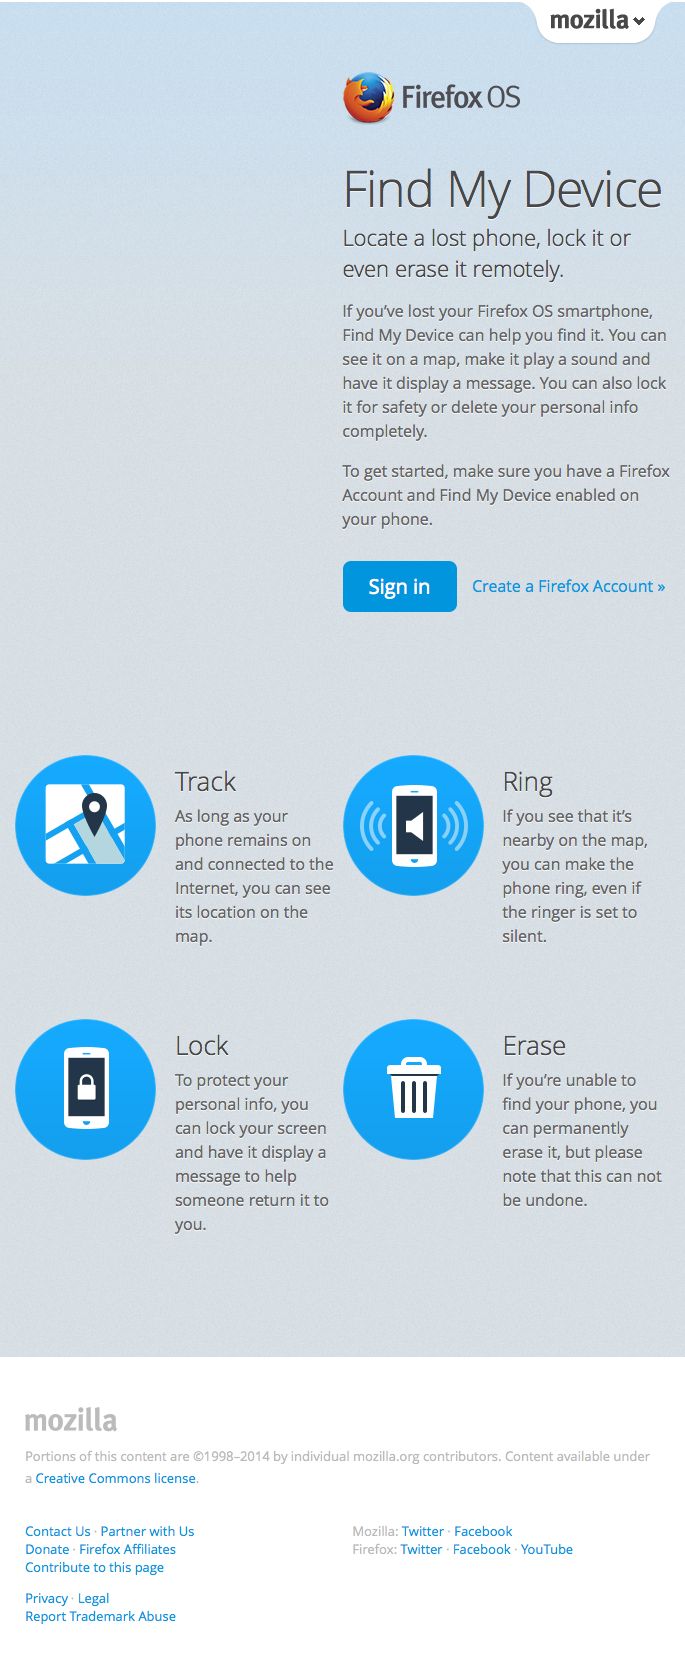 mozilla
Firefox OS
Find My Device
Locate a lost phone, lock it or
even erase it remotely.
If you’ve lost your Firefox OS smartphone,
Find My Device can help you find it. You can
see it on a map, make it play a sound and
have it display a message. You can also lock
it for safety or delete your personal info
completely.
To get started, make sure you have a Firefox
Account and Find My Device enabled on
your phone.
Sign in
Create a Firefox Account »
Track
As long as your
phone remains on
and connected to the
Internet, you can see
its location on the
map.
Ring
If you see that it’s
nearby on the map,
you can make the
phone ring, even if
the ringer is set to
silent.
Lock
To protect your
personal info, you
can lock your screen
and have it display a
message to help
someone return it to
you.
Erase
If you’re unable to
find your phone, you
can permanently
erase it, but please
note that this can not
be undone.
mozilla
Portions of this content are ©1998–2014 by individual mozilla.org contributors. Content available under
a Creative Commons license.
Contact Us · Partner with Us
Donate · Firefox Affiliates
Contribute to this page
Privacy · Legal
Report Trademark Abuse
Mozilla: Twitter · Facebook
Firefox: Twitter · Facebook · YouTube